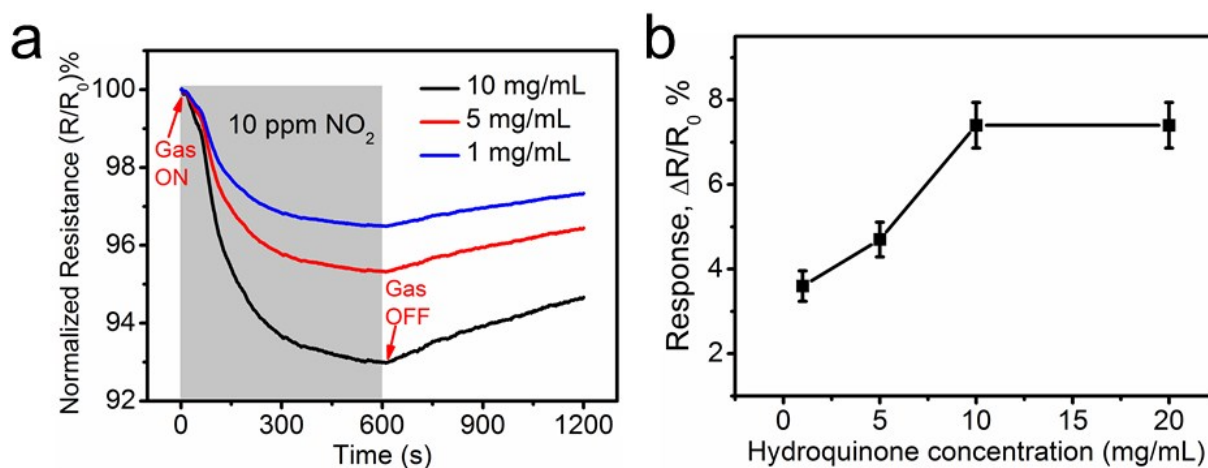 a
Normalized Resistance (R/R₀)%
100
98
96
94
92
10 ppm NO₂
Gas
ON
10 mg/mL
5 mg/mL
1 mg/mL
Gas
OFF
0 300 600 900 1200
Time (s)
b
Response, ΔR/R₀ %
8
6
4
2
0 5 10 15 20
Hydroquinone concentration (mg/mL)